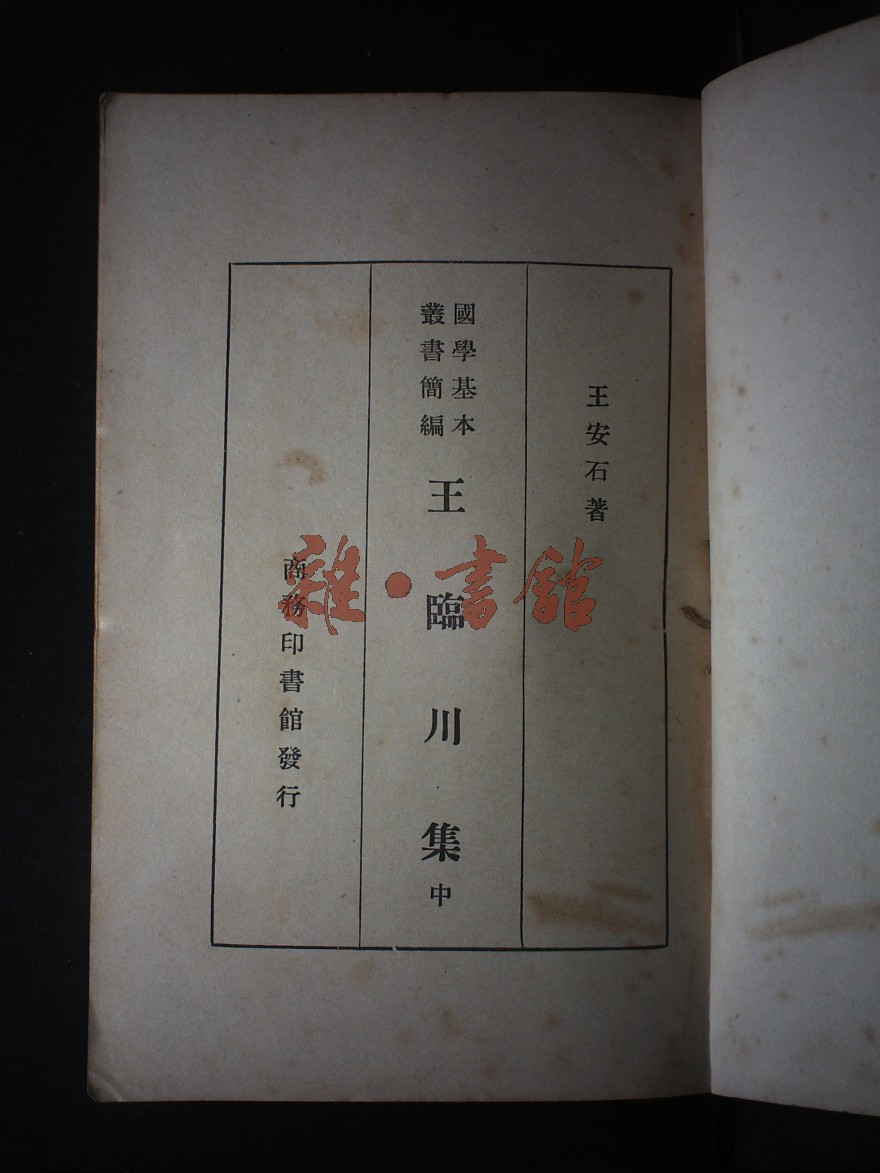 王安石著
國學基本
叢書簡編
王臨川集中
商務印書館發行
雜·書館